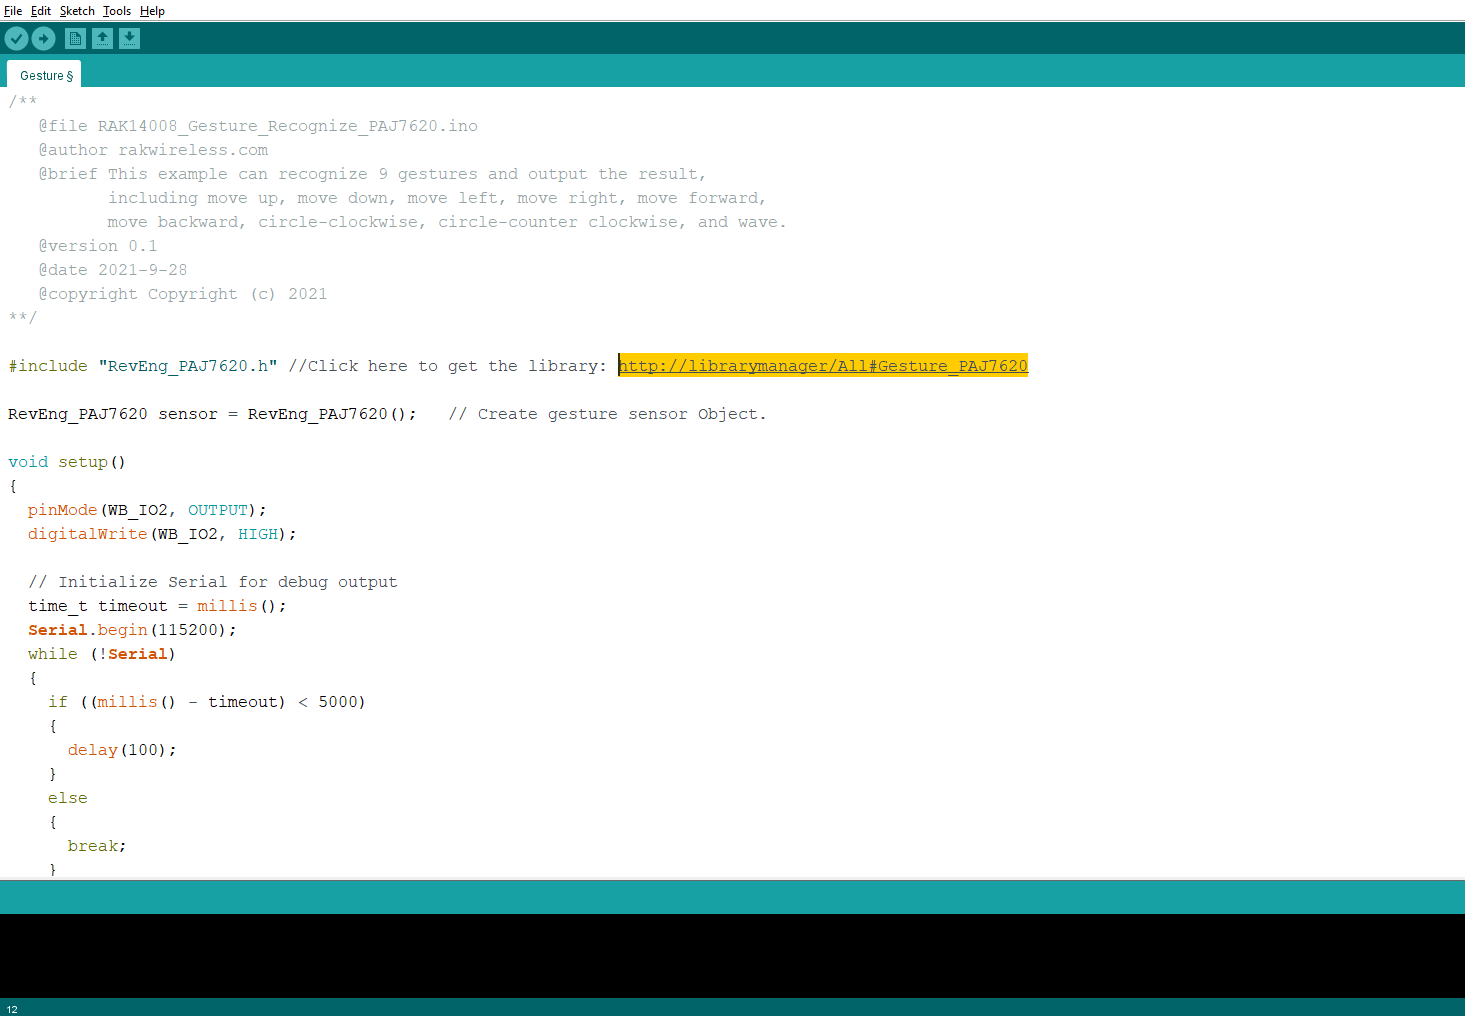 File Edit Sketch Tools Help
Gesture §
/**
   @file RAK14008_Gesture_Recognize_PAJ7620.ino
   @author rakwireless.com
   @brief This example can recognize 9 gestures and output the result,
          including move up, move down, move left, move right, move forward,
          move backward, circle-clockwise, circle-counter clockwise, and wave.
   @version 0.1
   @date 2021-9-28
   @copyright Copyright (c) 2021
**/
#include "RevEng_PAJ7620.h" //Click here to get the library: http://librarymanager/All#Gesture_PAJ7620
RevEng_PAJ7620 sensor = RevEng_PAJ7620();   // Create gesture sensor Object.
void setup()
{
  pinMode(WB_IO2, OUTPUT);
  digitalWrite(WB_IO2, HIGH);
  // Initialize Serial for debug output
  time_t timeout = millis();
  Serial.begin(115200);
  while (!Serial)
  {
    if ((millis() - timeout) < 5000)
    {
      delay(100);
    }
    else
    {
      break;
    }
12